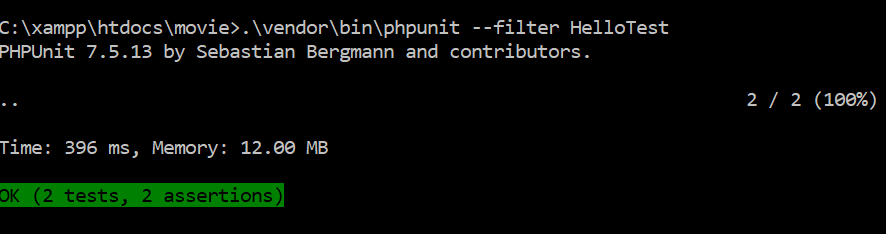 C:\xampp\htdocs\movie>.\vendor\bin\phpunit --filter HelloTest
PHPUnit 7.5.13 by Sebastian Bergmann and contributors.
.. 2 / 2 (100%)
Time: 396 ms, Memory: 12.00 MB
OK (2 tests, 2 assertions)